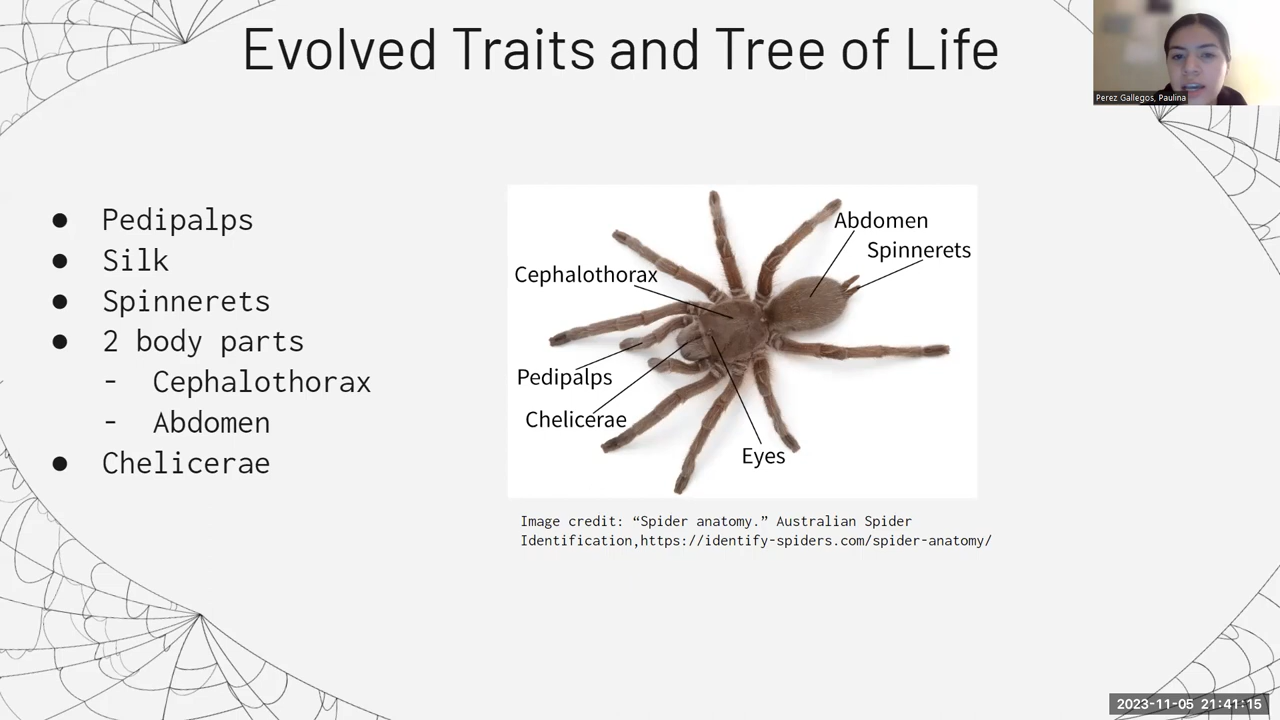 Evolved Traits and Tree of Life
Perez Gallegos, Paulina
● Pedipalps
● Silk
● Spinnerets
● 2 body parts
- Cephalothorax
- Abdomen
● Chelicerae
Abdomen
Spinnerets
Cephalothorax
Pedipalps
Chelicerae
Eyes
Image credit: “Spider anatomy.” Australian Spider
Identification,https://identify-spiders.com/spider-anatomy/
2023-11-05 21:41:15